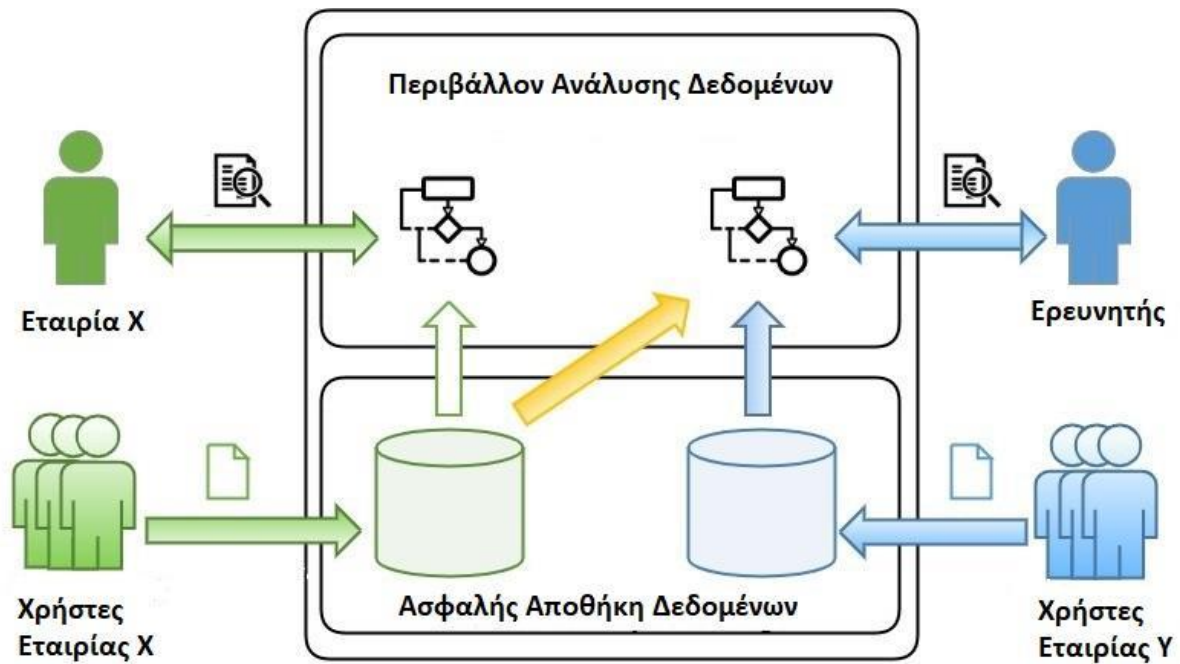 Περιβάλλον Ανάλυσης Δεδομένων
Εταιρία Χ
Ερευνητής
Ασφαλής Αποθήκη Δεδομένων
Χρήστες
Εταιρίας Χ
Χρήστες
Εταιρίας Υ